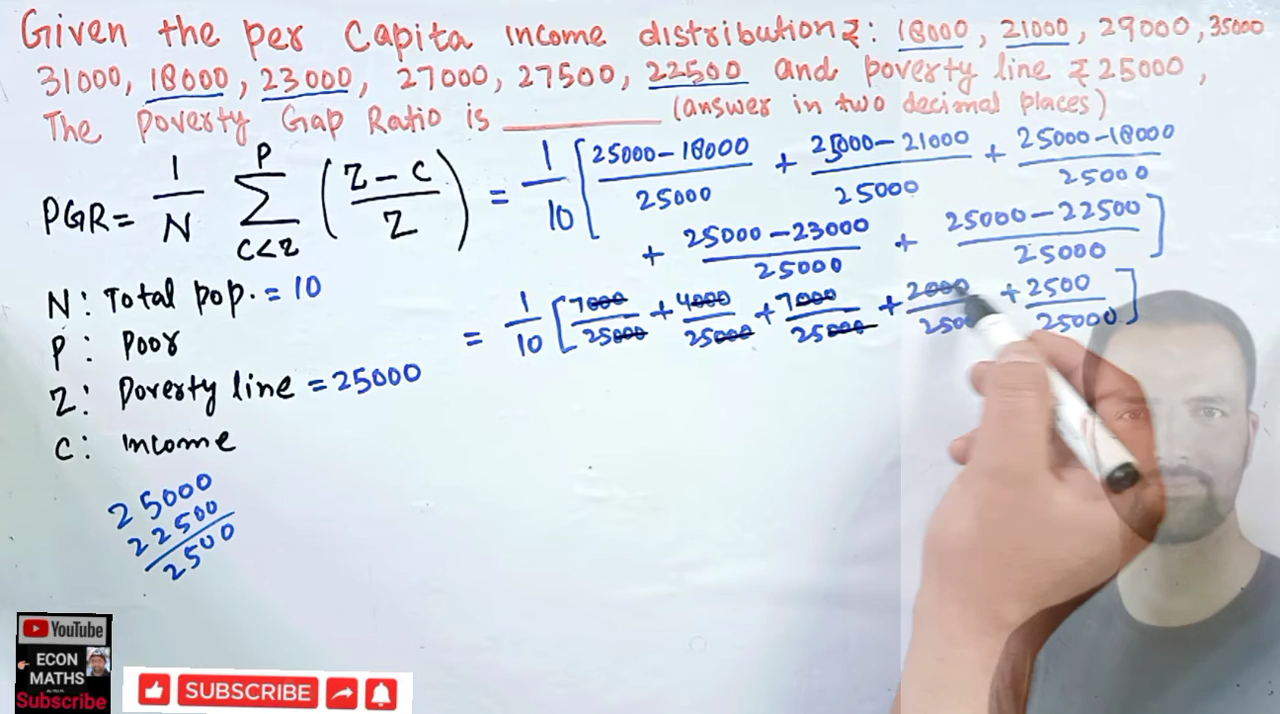 Given the per capita income distribution ₹: 18000, 21000, 29000, 35000
31000, 18000, 23000, 27000, 27500, 22500 and poverty line ₹ 25000,
The Poverty Gap Ratio is ________ (answer in two decimal places)
PGR = 1/N Σ P C<Z (Z-C/Z) = 1/10 [25000-18000/25000 + 25000-21000/25000 + 25000-18000/25000
+ 25000-23000/25000 + 25000-22500/25000]
= 1/10 [7000/25000 + 4000/25000 + 7000/25000 + 2000/250 + 2500/25000]
N: Total pop. = 10
P: Poor
Z: Poverty line = 25000
C: income
25000
22500
2500
YouTube
ECON
MATHS
Subscribe
SUBSCRIBE